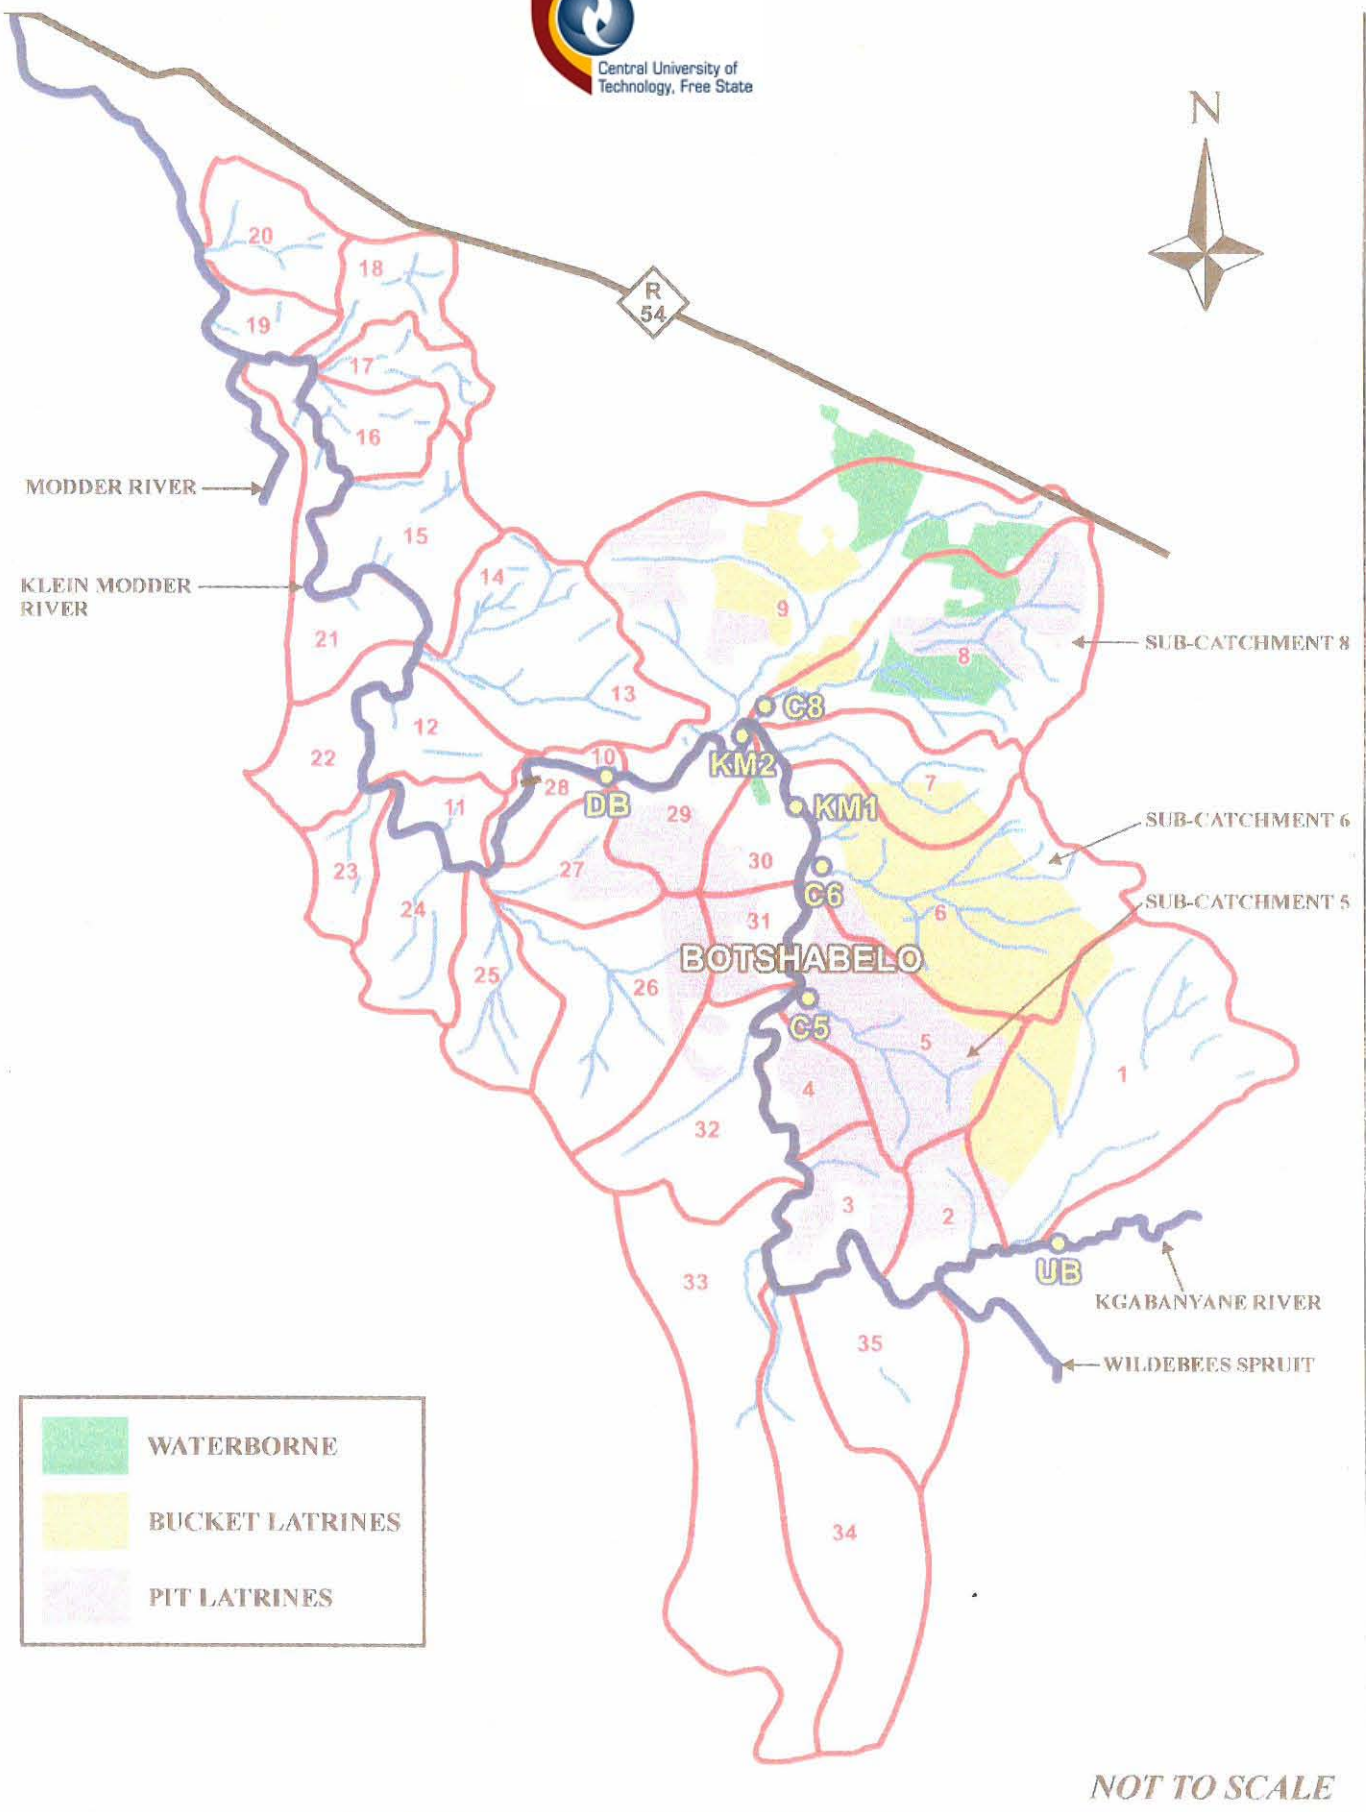 Central University of
Technology, Free State
N
20
18
R
54
19
17
16
MODDER RIVER
15
14
9
KLEIN MODDER
RIVER
21
8
SUB-CATCHMENT 8
13
C8
12
22
10
KM2
28
DB
7
11
29
KM1
SUB-CATCHMENT 6
30
23
27
C6
24
31
6
SUB-CATCHMENT 5
BOTSHABELO
25
26
C5
5
4
1
32
3
2
33
UB
KGABANYANE RIVER
35
WILDEBEES SPRUIT
WATERBORNE
BUCKET LATRINES
34
PIT LATRINES
NOT TO SCALE